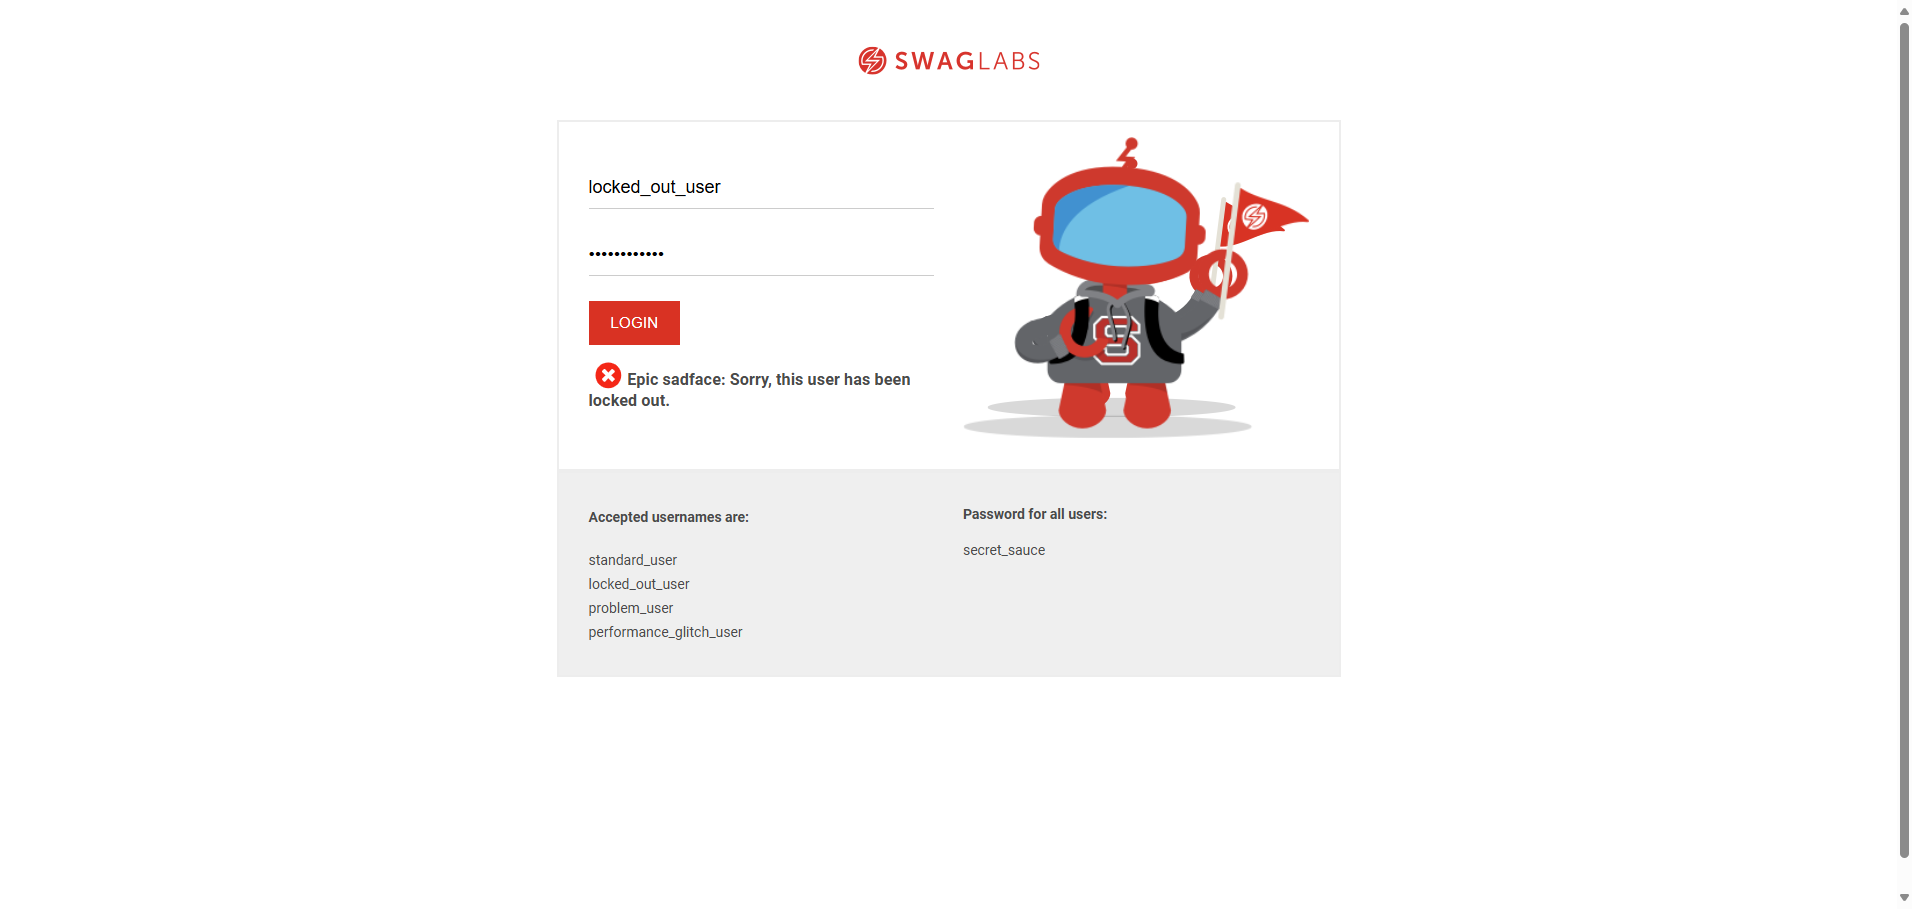 SWAGLABS
locked_out_user
••••••••••••
LOGIN
Epic sadface: Sorry, this user has been
locked out.
Accepted usernames are:
standard_user
locked_out_user
problem_user
performance_glitch_user
Password for all users:
secret_sauce